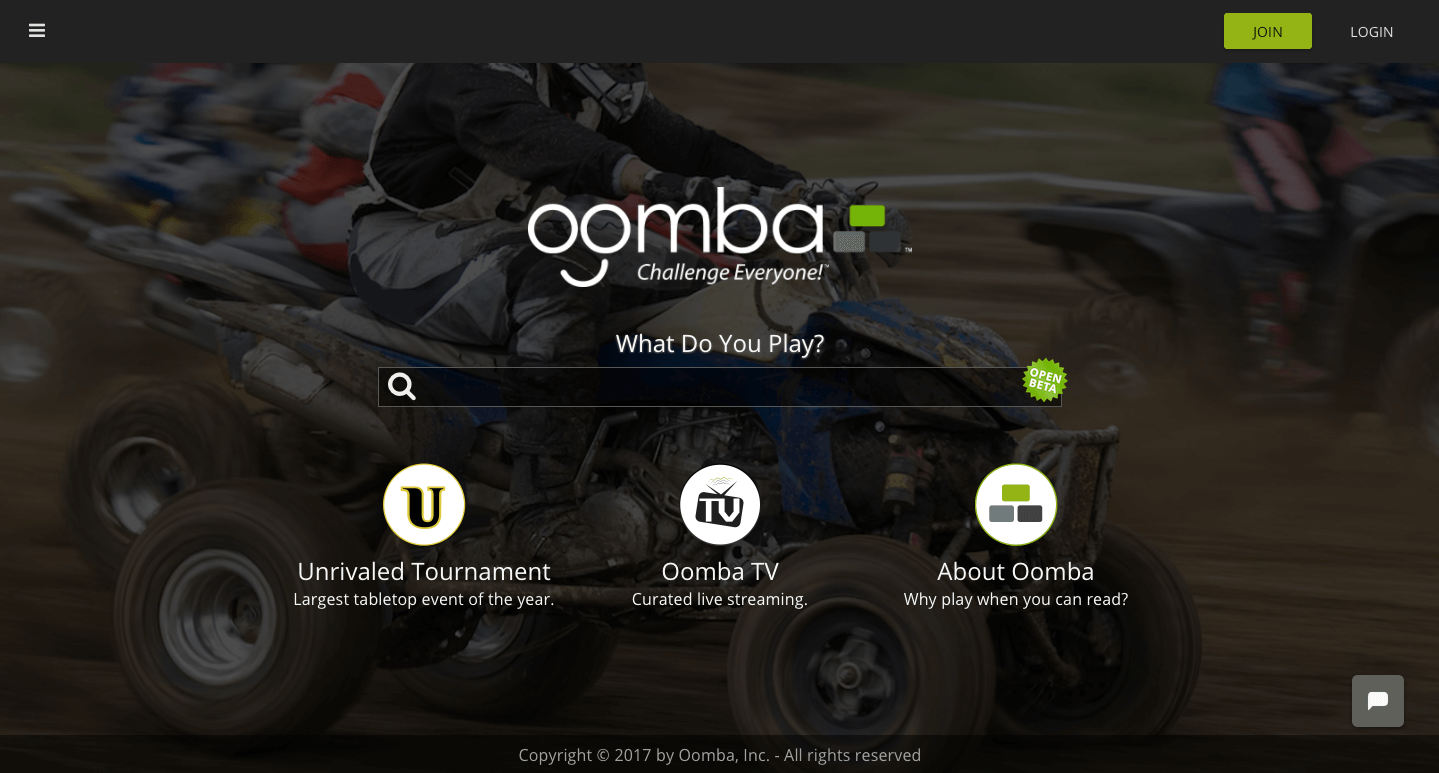 JOIN
LOGIN
oomba™
Challenge Everyone!™
What Do You Play?
OPEN
BETA
U
TV
Unrivaled Tournament
Oomba TV
About Oomba
Largest tabletop event of the year.
Curated live streaming.
Why play when you can read?
Copyright © 2017 by Oomba, Inc. - All rights reserved